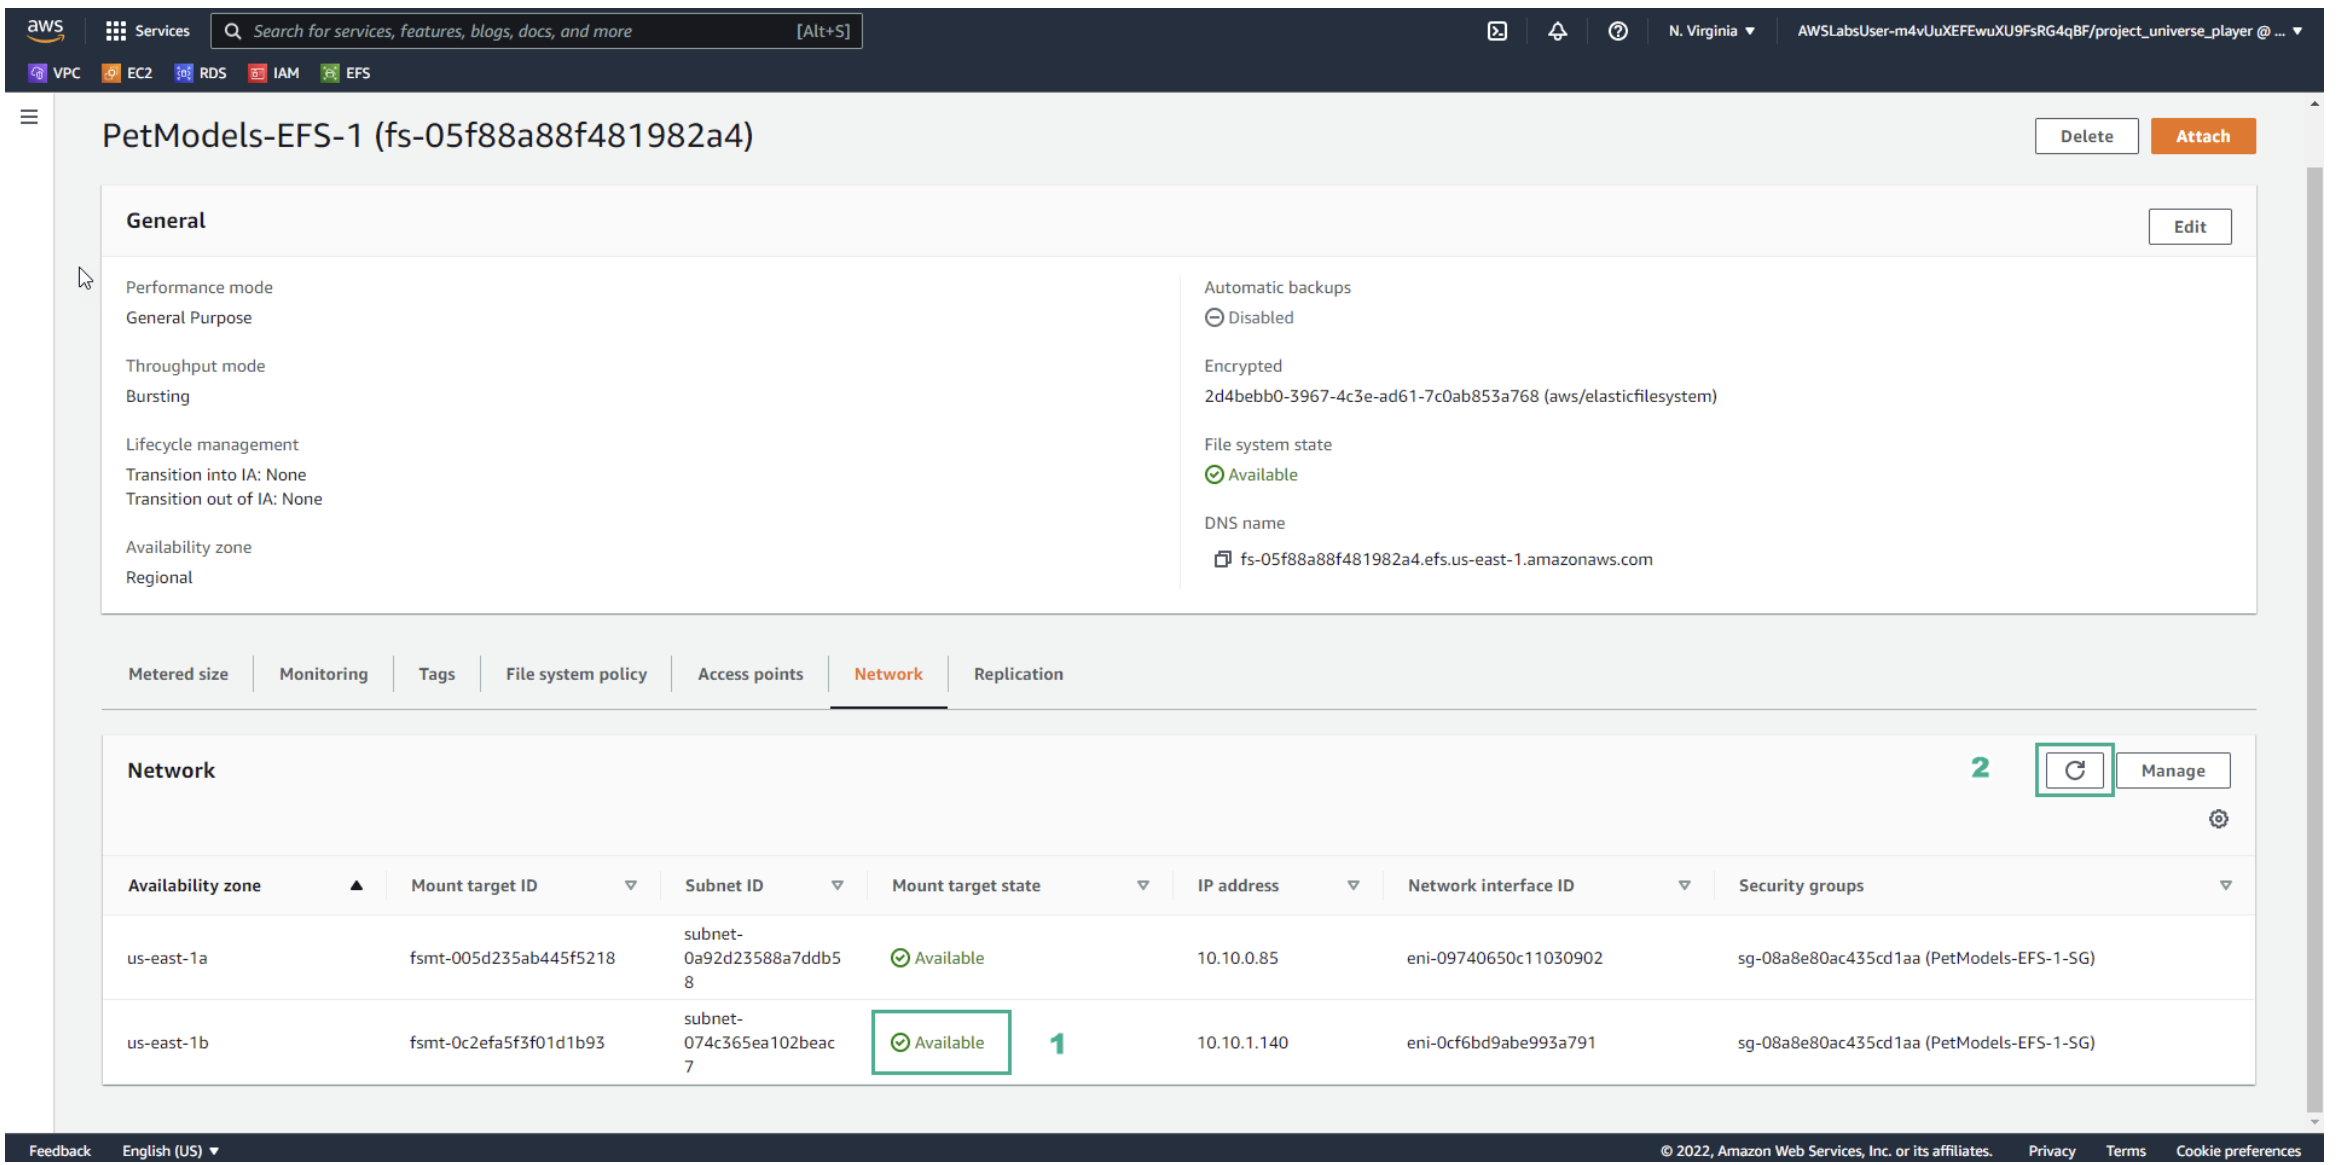 aws
Services
Search for services, features, blogs, docs, and more
[Alt+S]
N. Virginia
AWSLabsUser-m4vUuXEFEwuXU9FsRG4qBF/project_universe_player @ ...
VPC
EC2
RDS
IAM
EFS
PetModels-EFS-1 (fs-05f88a88f481982a4)
Delete
Attach
General
Edit
Performance mode
General Purpose
Throughput mode
Bursting
Lifecycle management
Transition into IA: None
Transition out of IA: None
Availability zone
Regional
Automatic backups
Disabled
Encrypted
2d4bebb0-3967-4c3e-ad61-7c0ab853a768 (aws/elasticfilesystem)
File system state
Available
DNS name
fs-05f88a88f481982a4.efs.us-east-1.amazonaws.com
Metered size
Monitoring
Tags
File system policy
Access points
Network
Replication
Network
2
Manage
Availability zone
Mount target ID
Subnet ID
Mount target state
IP address
Network interface ID
Security groups
us-east-1a
fsmt-005d235ab445f5218
subnet-
0a92d23588a7ddb5
8
Available
10.10.0.85
eni-09740650c11030902
sg-08a8e80ac435cd1aa (PetModels-EFS-1-SG)
us-east-1b
fsmt-0c2efa5f3f01d1b93
subnet-
074c365ea102beac
7
Available
1
10.10.1.140
eni-0cf6bd9abe993a791
sg-08a8e80ac435cd1aa (PetModels-EFS-1-SG)
Feedback
English (US)
© 2022, Amazon Web Services, Inc. or its affiliates.
Privacy
Terms
Cookie preferences